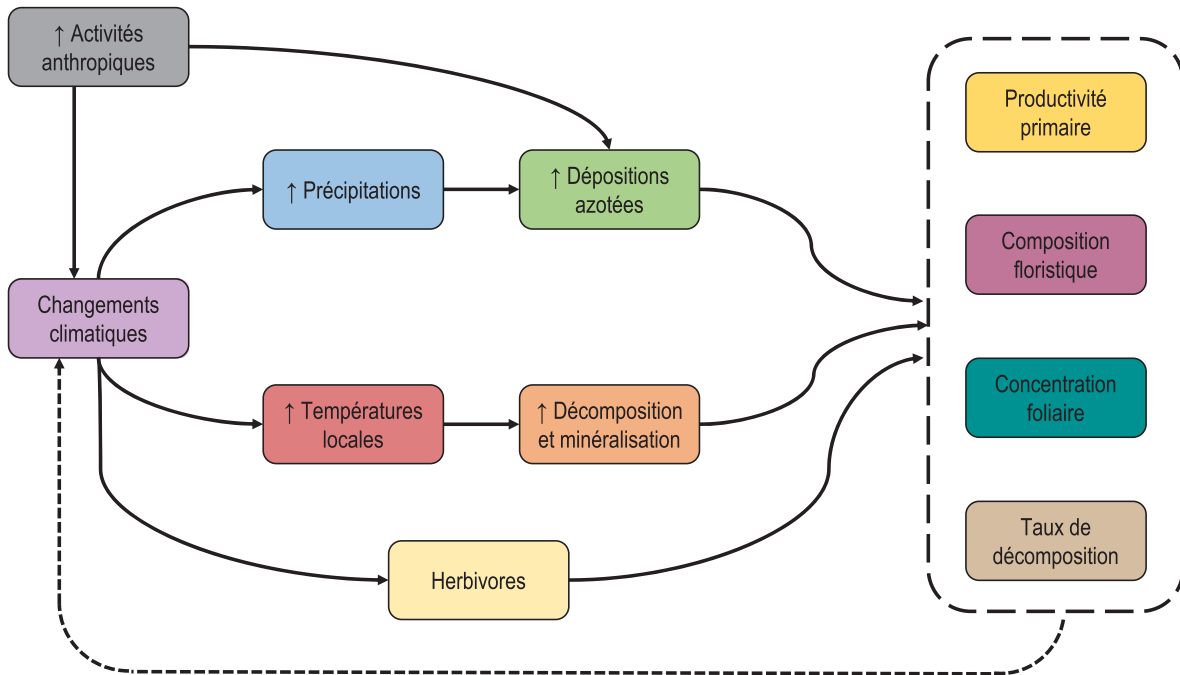 ↑ Activités
anthropiques
Productivité
primaire
↑ Précipitations
↑ Dépositions
azotées
Composition
floristique
Changements
climatiques
↑ Températures
locales
↑ Décomposition
et minéralisation
Concentration
foliaire
Herbivores
Taux de
décomposition